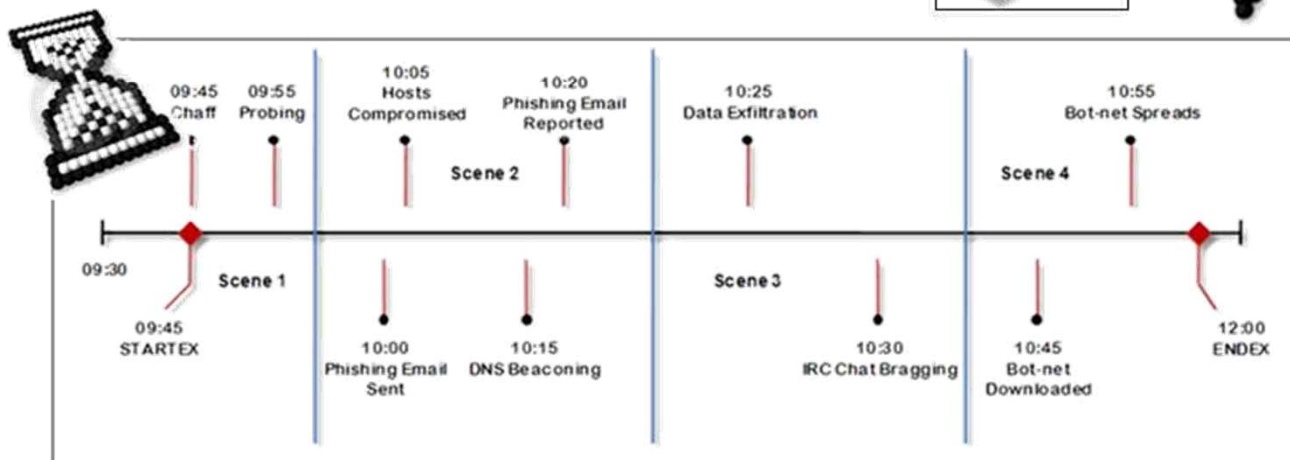 09:45
Chaff
09:55
Probing
10:05
Hosts
Compromised
10:20
Phishing Email
Reported
10:25
Data Exfiltration
10:55
Bot-net Spreads
Scene 2
Scene 4
09:30
Scene 1
Scene 3
09:45
STARTEX
10:00
Phishing Email
Sent
10:15
DNS Beaconing
10:30
IRC Chat Bragging
10:45
Bot-net
Downloaded
12:00
ENDEX